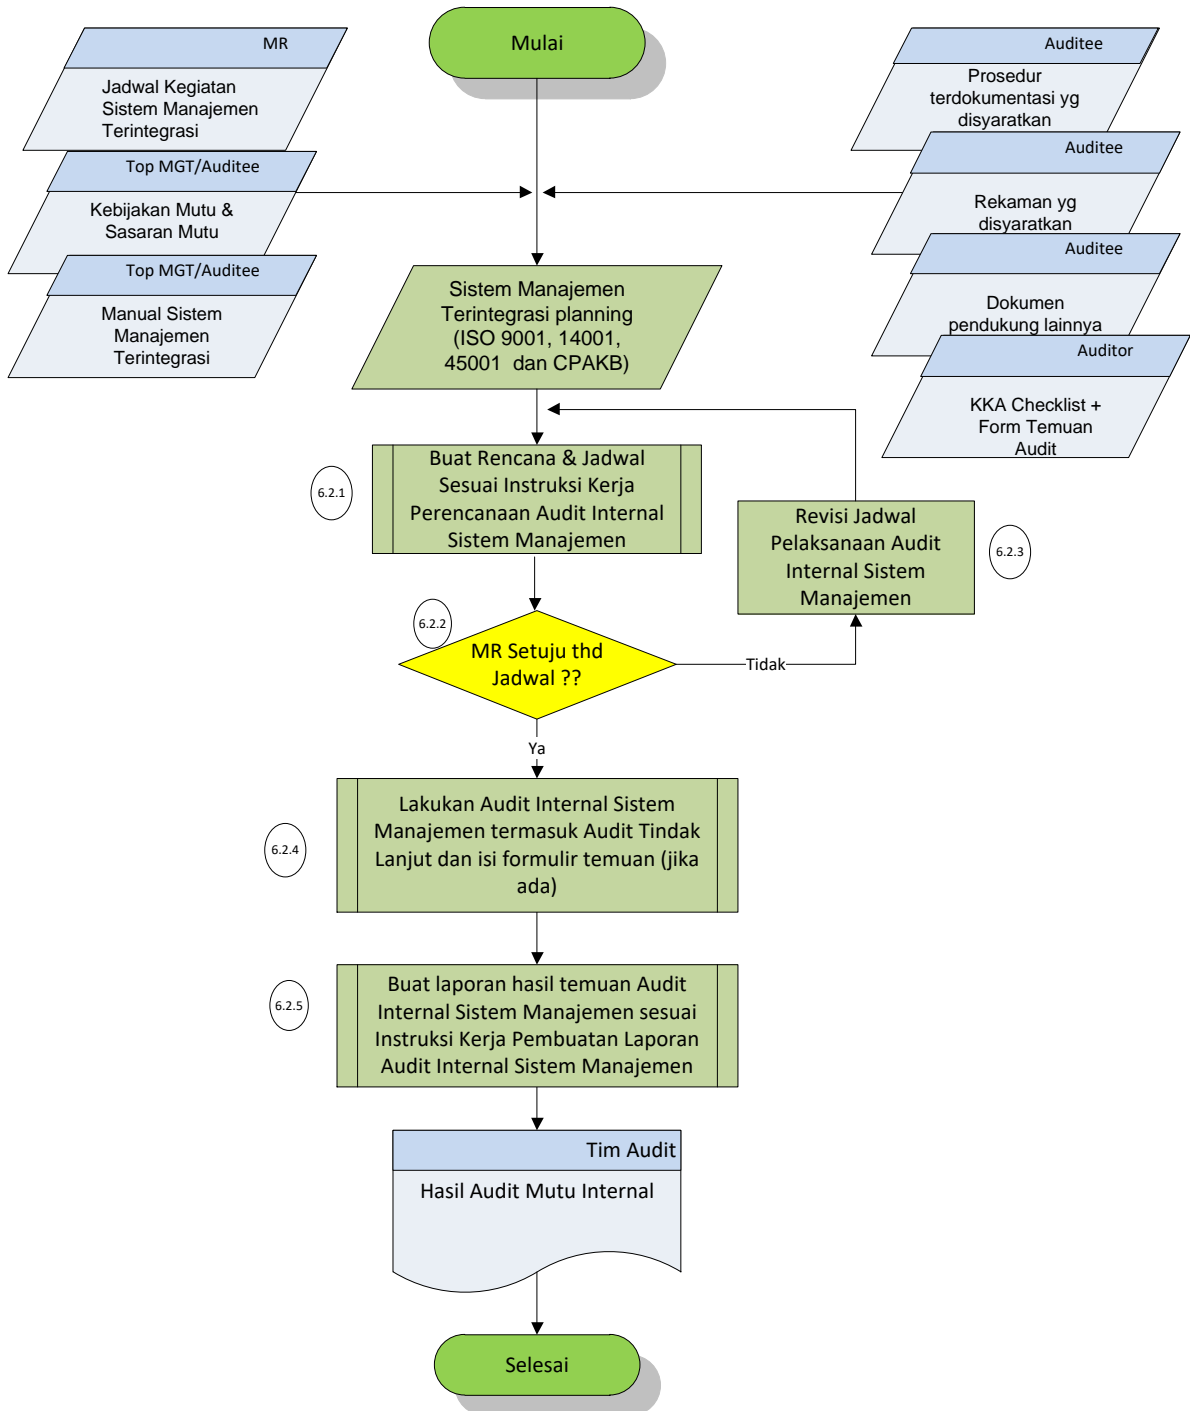 Mulai
MR
Jadwal Kegiatan
Sistem Manajemen
Terintegrasi
Top MGT/Auditee
Kebijakan Mutu &
Sasaran Mutu
Top MGT/Auditee
Manual Sistem
Manajemen
Terintegrasi
Auditee
Prosedur
terdokumentasi yg
disyaratkan
Auditee
Rekaman yg
disyaratkan
Auditee
Dokumen
pendukung lainnya
Auditor
KKA Checklist +
Form Temuan
Audit
Sistem Manajemen
Terintegrasi planning
(ISO 9001, 14001,
45001 dan CPAKB)
6.2.1
Buat Rencana & Jadwal
Sesuai Instruksi Kerja
Perencanaan Audit Internal
Sistem Manajemen
Revisi Jadwal
Pelaksanaan Audit
Internal Sistem
Manajemen
6.2.3
6.2.2
MR Setuju thd
Jadwal ??
Tidak
Ya
6.2.4
Lakukan Audit Internal Sistem
Manajemen termasuk Audit Tindak
Lanjut dan isi formulir temuan (jika
ada)
6.2.5
Buat laporan hasil temuan Audit
Internal Sistem Manajemen sesuai
Instruksi Kerja Pembuatan Laporan
Audit Internal Sistem Manajemen
Tim Audit
Hasil Audit Mutu Internal
Selesai